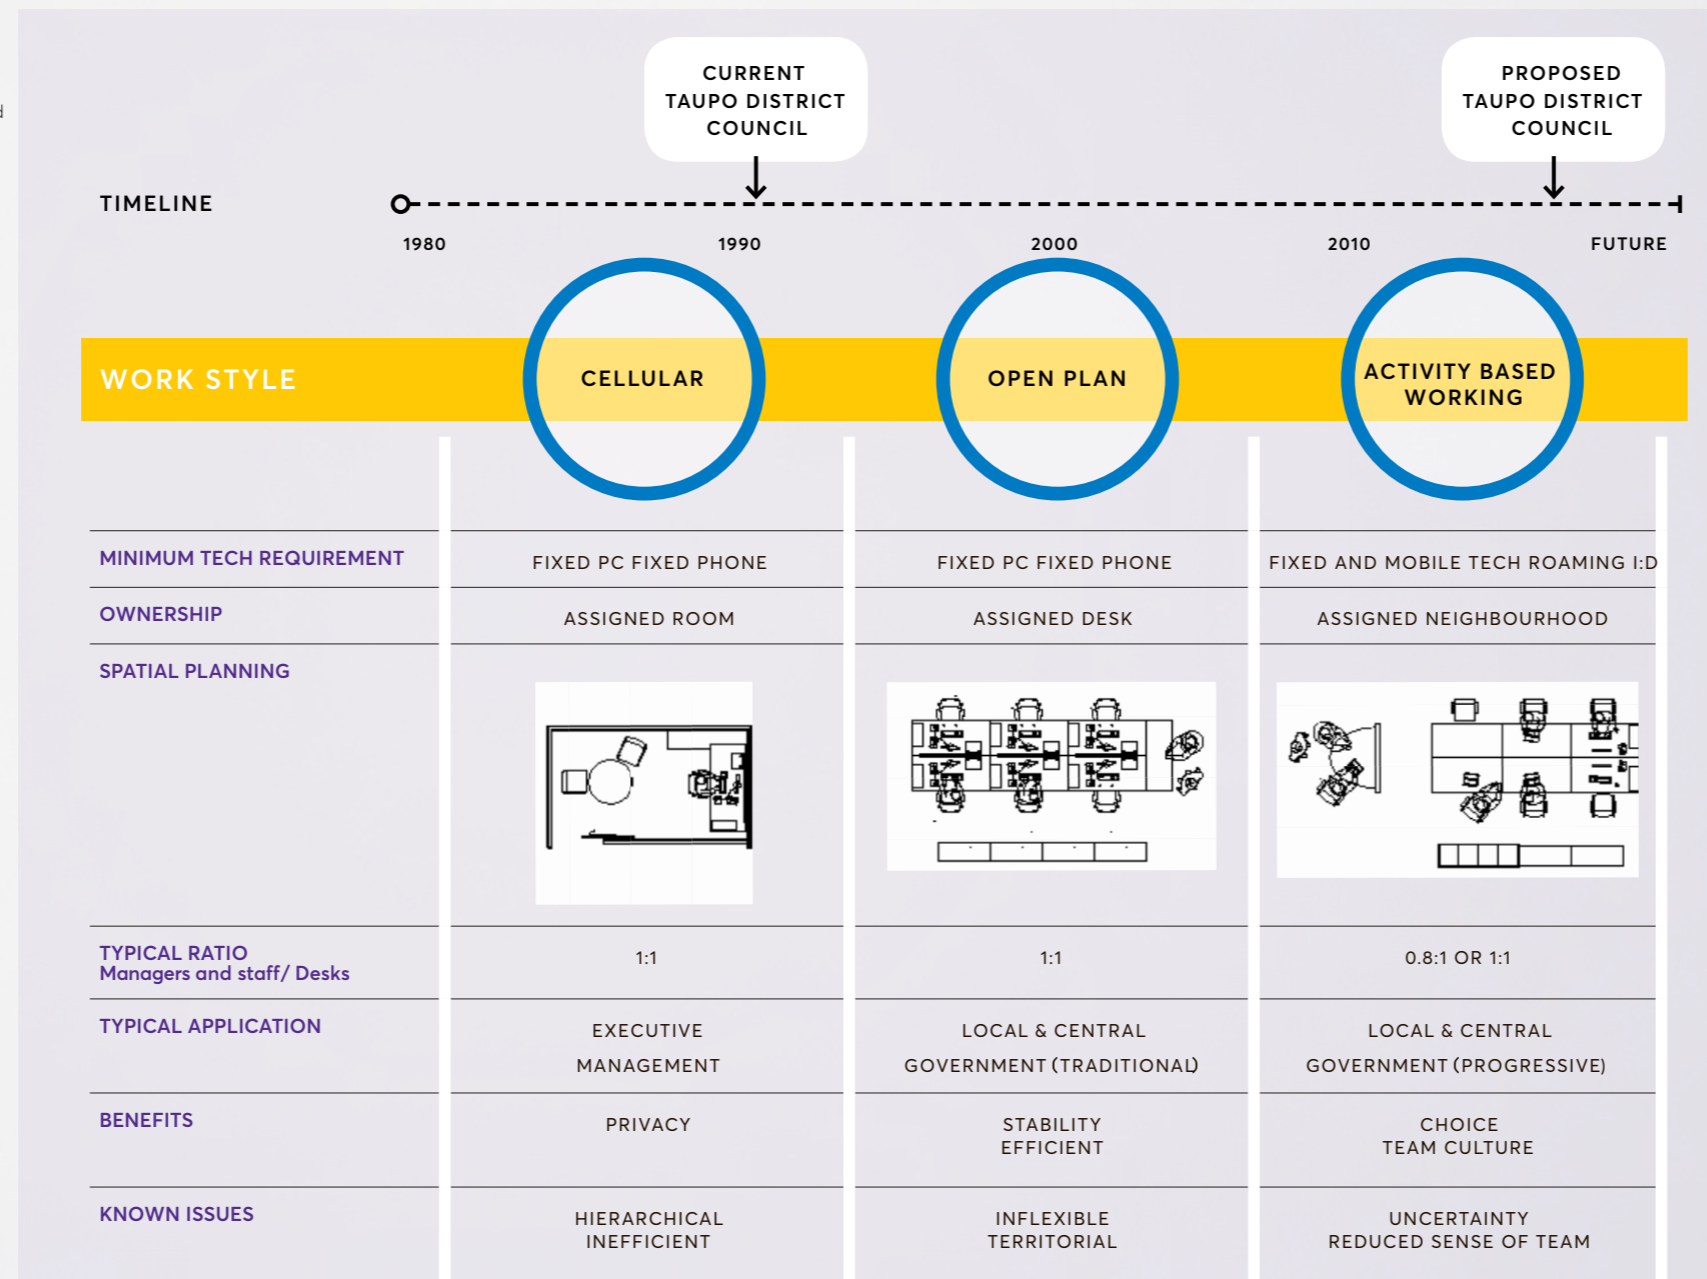 CURRENT
TAUPO DISTRICT
COUNCIL
PROPOSED
TAUPO DISTRICT
COUNCIL
d
TIMELINE
1980 1990 2000 2010 FUTURE
WORK STYLE CELLULAR OPEN PLAN ACTIVITY BASED
WORKING
MINIMUM TECH REQUIREMENT FIXED PC FIXED PHONE FIXED PC FIXED PHONE FIXED AND MOBILE TECH ROAMING I:D
OWNERSHIP ASSIGNED ROOM ASSIGNED DESK ASSIGNED NEIGHBOURHOOD
SPATIAL PLANNING
TYPICAL RATIO 1:1 1:1 0.8:1 OR 1:1
Managers and staff/ Desks
TYPICAL APPLICATION EXECUTIVE LOCAL & CENTRAL LOCAL & CENTRAL
MANAGEMENT GOVERNMENT (TRADITIONAL) GOVERNMENT (PROGRESSIVE)
BENEFITS PRIVACY STABILITY CHOICE
EFFICIENT TEAM CULTURE
KNOWN ISSUES HIERARCHICAL INFLEXIBLE UNCERTAINTY
INEFFICIENT TERRITORIAL REDUCED SENSE OF TEAM